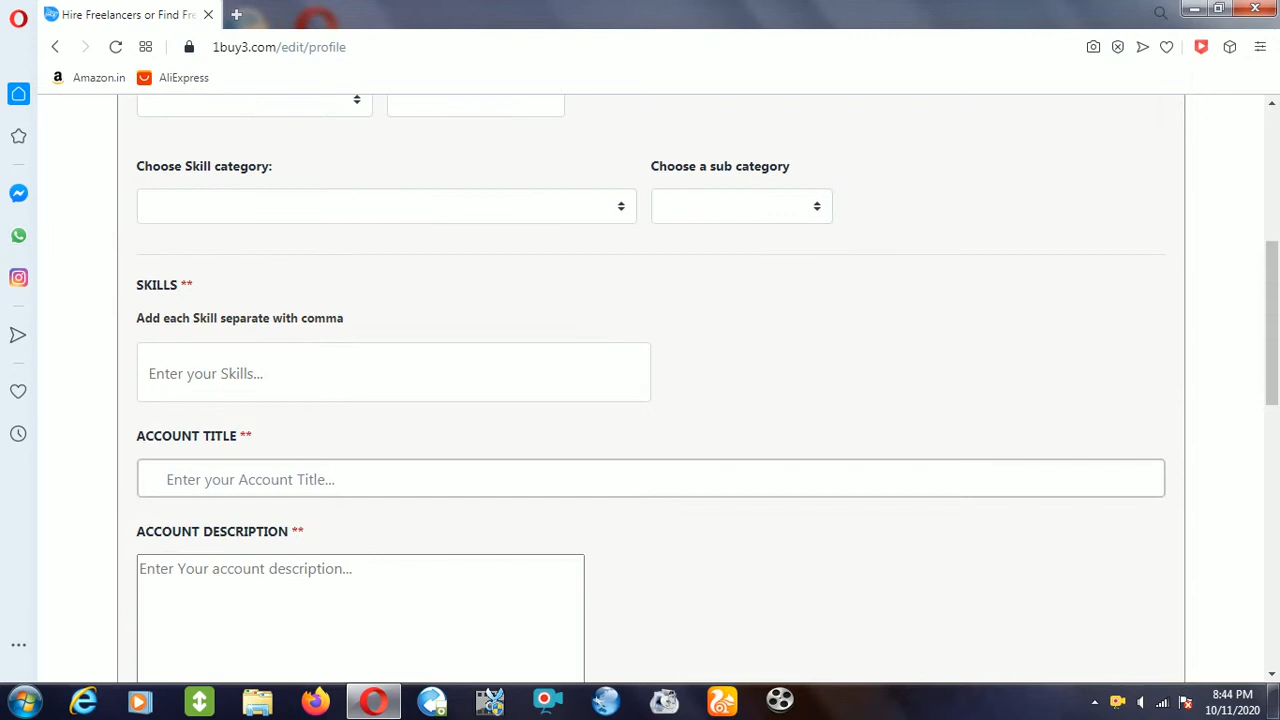 Hire Freelancers or Find Fre
1buy3.com/edit/profile
Amazon.in
AliExpress
Choose Skill category:
Choose a sub category
SKILLS **
Add each Skill separate with comma
Enter your Skills...
ACCOUNT TITLE **
Enter your Account Title...
ACCOUNT DESCRIPTION **
Enter Your account description...
8:44 PM
10/11/2020